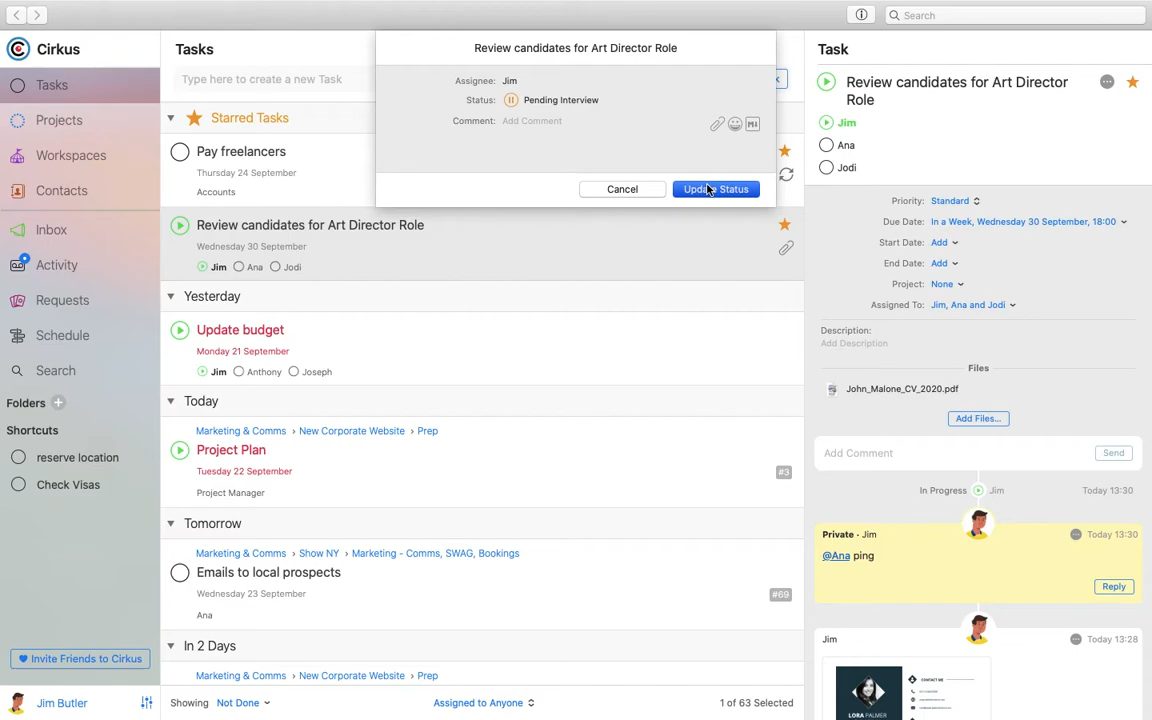 Search
Cirkus
Tasks
Projects
Workspaces
Contacts
Inbox
Activity
Requests
Schedule
Search
Folders
Shortcuts
reserve location
Check Visas
Invite Friends to Cirkus
Jim Butler
Tasks
Type here to create a new Task
Starred Tasks
Pay freelancers
Thursday 24 September
Accounts
Review candidates for Art Director Role
Wednesday 30 September
Jim Ana Jodi
Yesterday
Update budget
Monday 21 September
Jim Anthony Joseph
Today
Marketing & Comms › New Corporate Website › Prep
Project Plan
Tuesday 22 September
#3
Project Manager
Tomorrow
Marketing & Comms › Show NY › Marketing - Comms, SWAG, Bookings
Emails to local prospects
Wednesday 23 September
#69
Ana
In 2 Days
Marketing & Comms › New Corporate Website › Prep
Showing Not Done Assigned to Anyone 1 of 63 Selected
Review candidates for Art Director Role
Assignee: Jim
Status: Pending Interview
Comment: Add Comment
Cancel Update Status
Task
Review candidates for Art Director
Role
Jim
Ana
Jodi
Priority: Standard
Due Date: In a Week, Wednesday 30 September, 18:00
Start Date: Add
End Date: Add
Project: None
Assigned To: Jim, Ana and Jodi
Description:
Add Description
Files
John_Malone_CV_2020.pdf
Add Files...
Add Comment Send
In Progress Jim Today 13:30
Private - Jim Today 13:30
@Ana ping
Reply
Jim Today 13:28
CONTACT ME
LORA PALMER